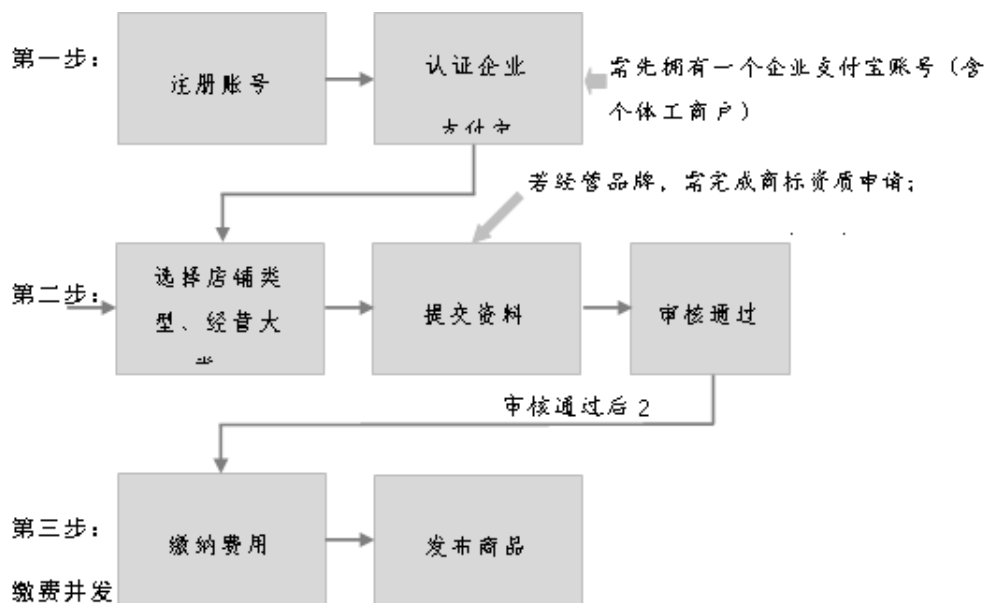 第一步：
注册账号
认证企业
需先拥有一个企业支付宝账号（含
个体工商户）
若经营品牌，需完成商标资质申请；
第二步：
选择店铺类
型、经营大
提交资料
审核通过
审核通过后 2
第三步：
缴费并发
缴纳费用
发布商品